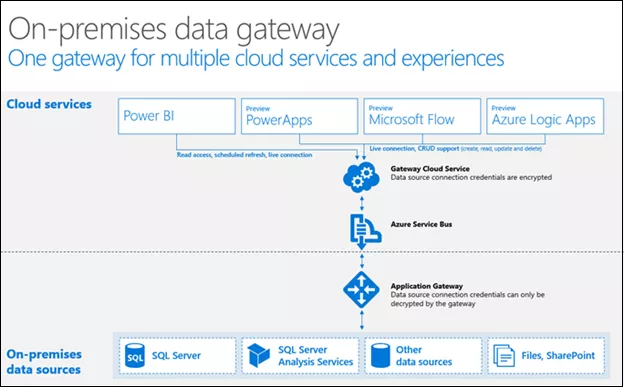 On-premises data gateway
One gateway for multiple cloud services and experiences
Cloud services
Power BI
Preview
PowerApps
Preview
Microsoft Flow
Preview
Azure Logic Apps
Read access, scheduled refresh, live connection
Live connection, CRUD support (create, read, update and delete)
Gateway Cloud Service
Data source connection credentials are encrypted
Azure Service Bus
Application Gateway
Data source connection credentials can only be
decrypted by the gateway
On-premises
data sources
SQL
SQL Server
SQL Server
Analysis Services
Other
data sources
Files, SharePoint